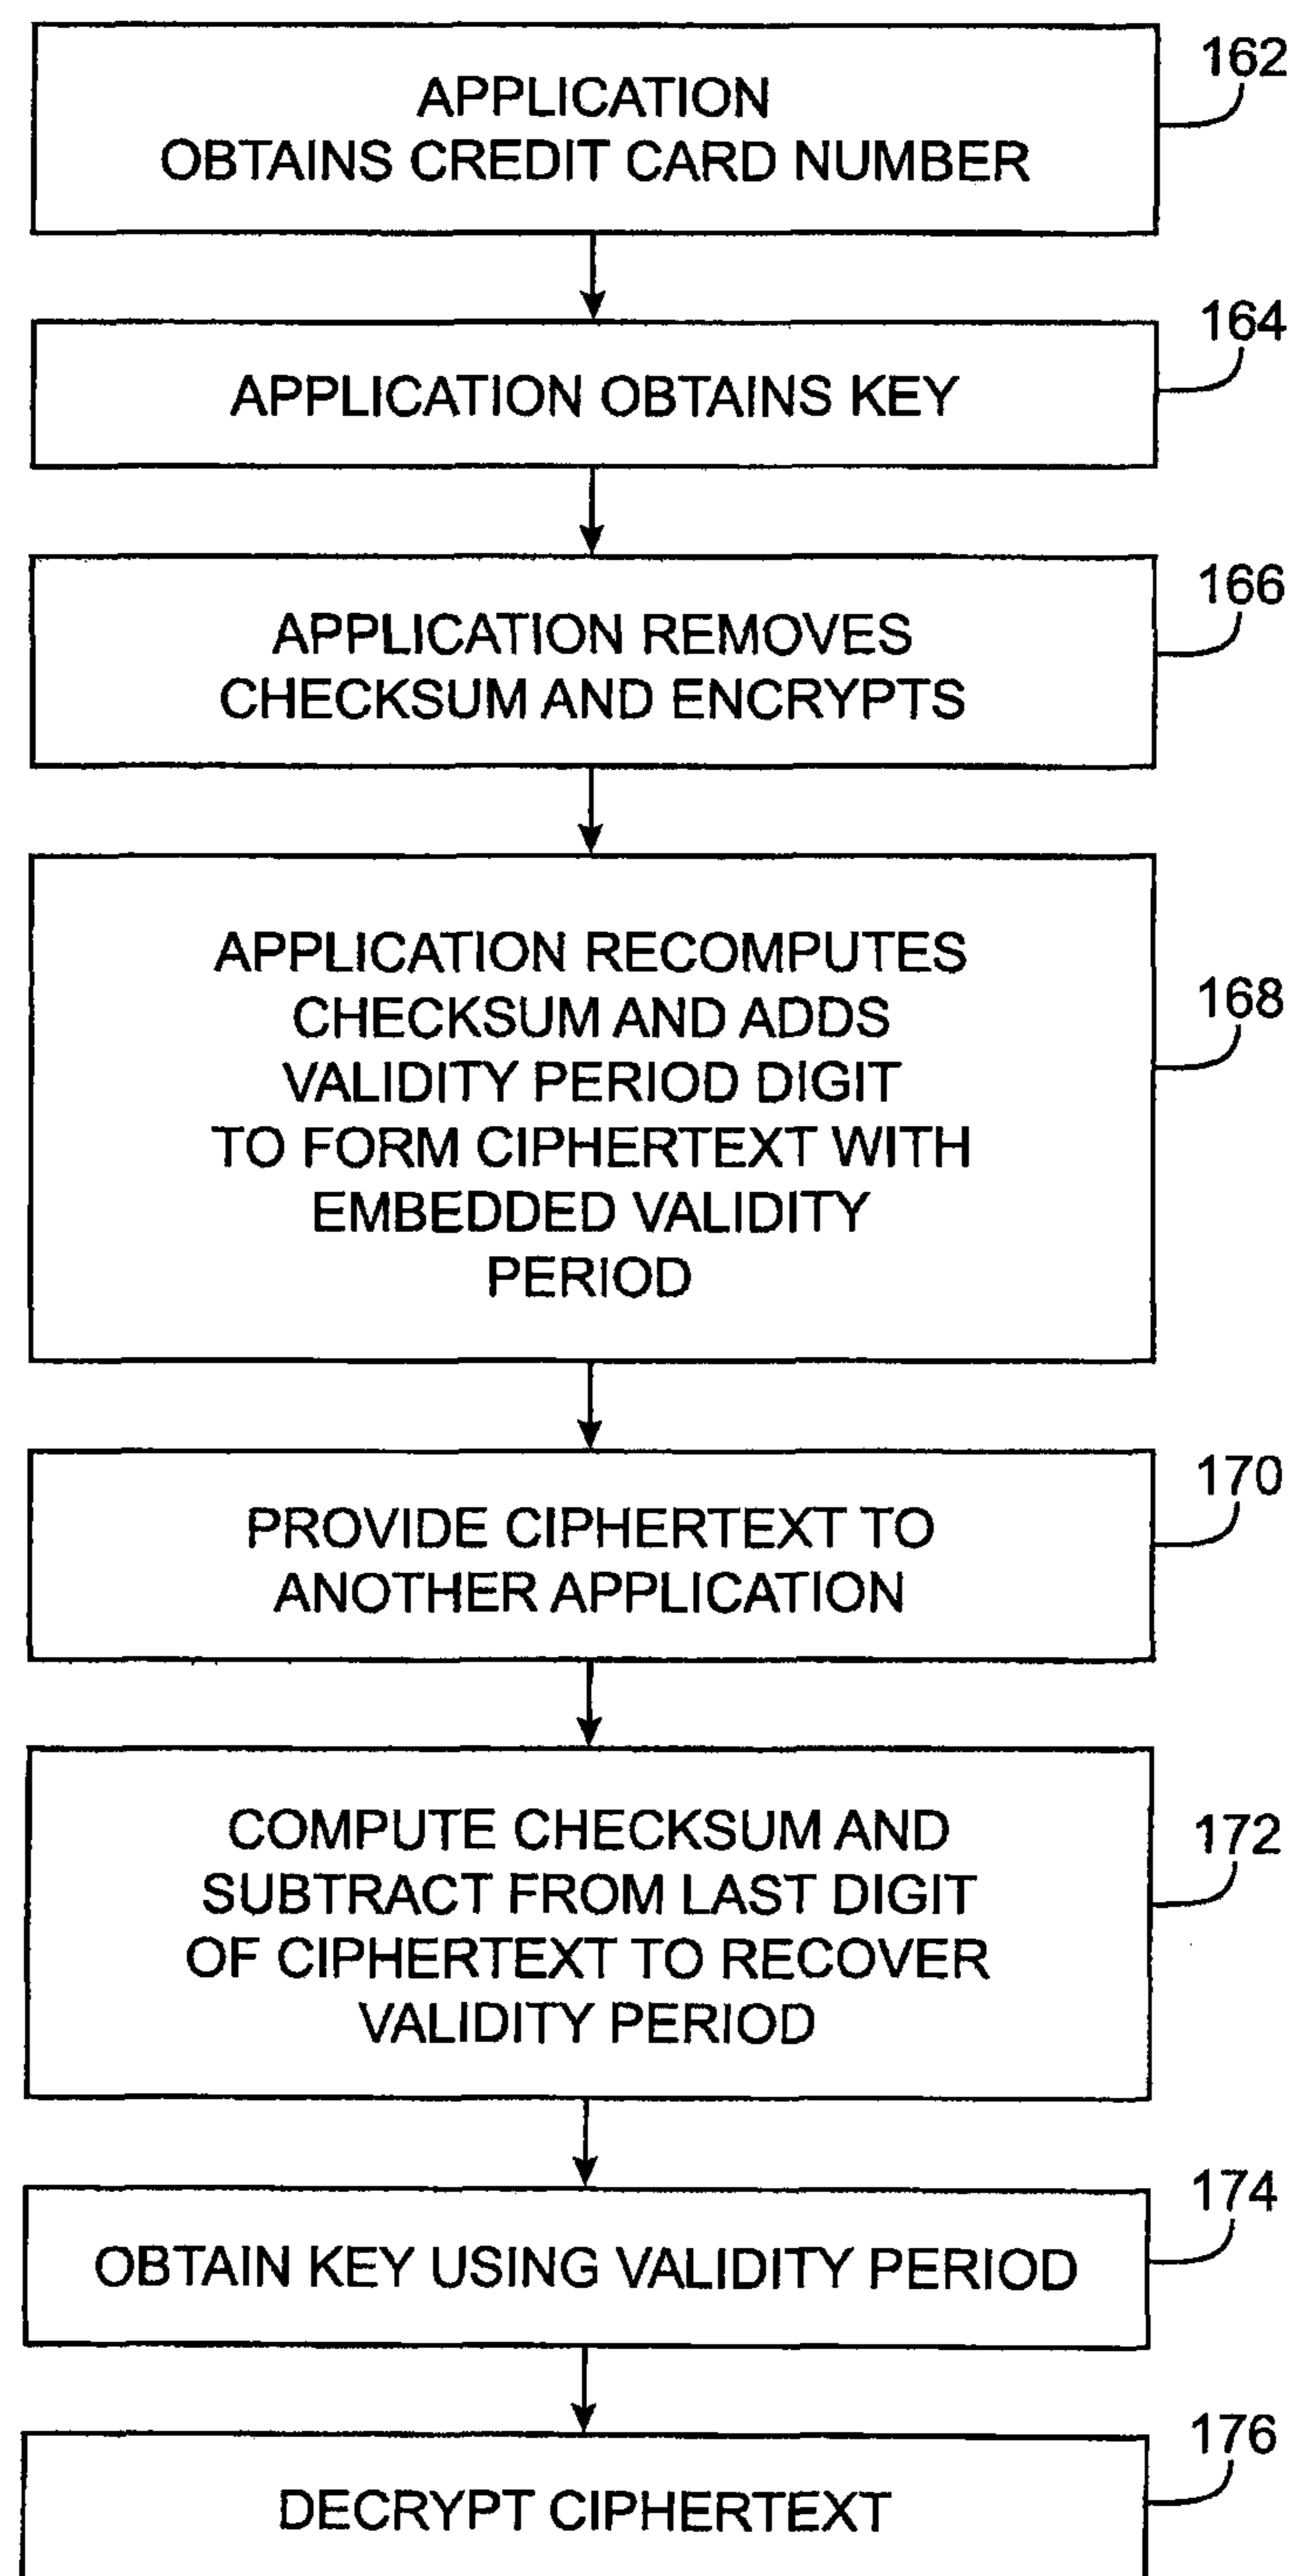 162
APPLICATION
OBTAINS CREDIT CARD NUMBER
164
APPLICATION OBTAINS KEY
166
APPLICATION REMOVES
CHECKSUM AND ENCRYPTS
168
APPLICATION RECOMPUTES
CHECKSUM AND ADDS
VALIDITY PERIOD DIGIT
TO FORM CIPHERTEXT WITH
EMBEDDED VALIDITY
PERIOD
170
PROVIDE CIPHERTEXT TO
ANOTHER APPLICATION
172
COMPUTE CHECKSUM AND
SUBTRACT FROM LAST DIGIT
OF CIPHERTEXT TO RECOVER
VALIDITY PERIOD
174
OBTAIN KEY USING VALIDITY PERIOD
176
DECRYPT CIPHERTEXT